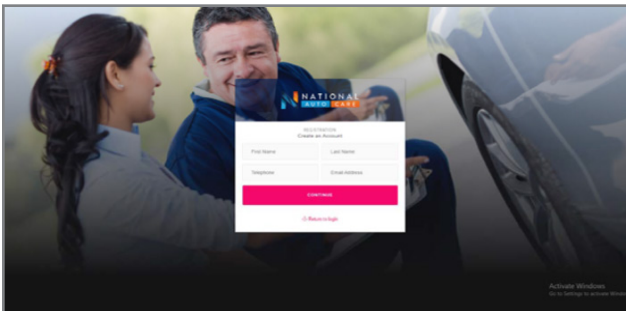 NATIONAL
AUTO CARE
REGISTRATION
Create an Account
First Name
Last Name
Telephone
Email Address
CONTINUE
Return to login
Activate Windows
Go to Settings to activate Windows